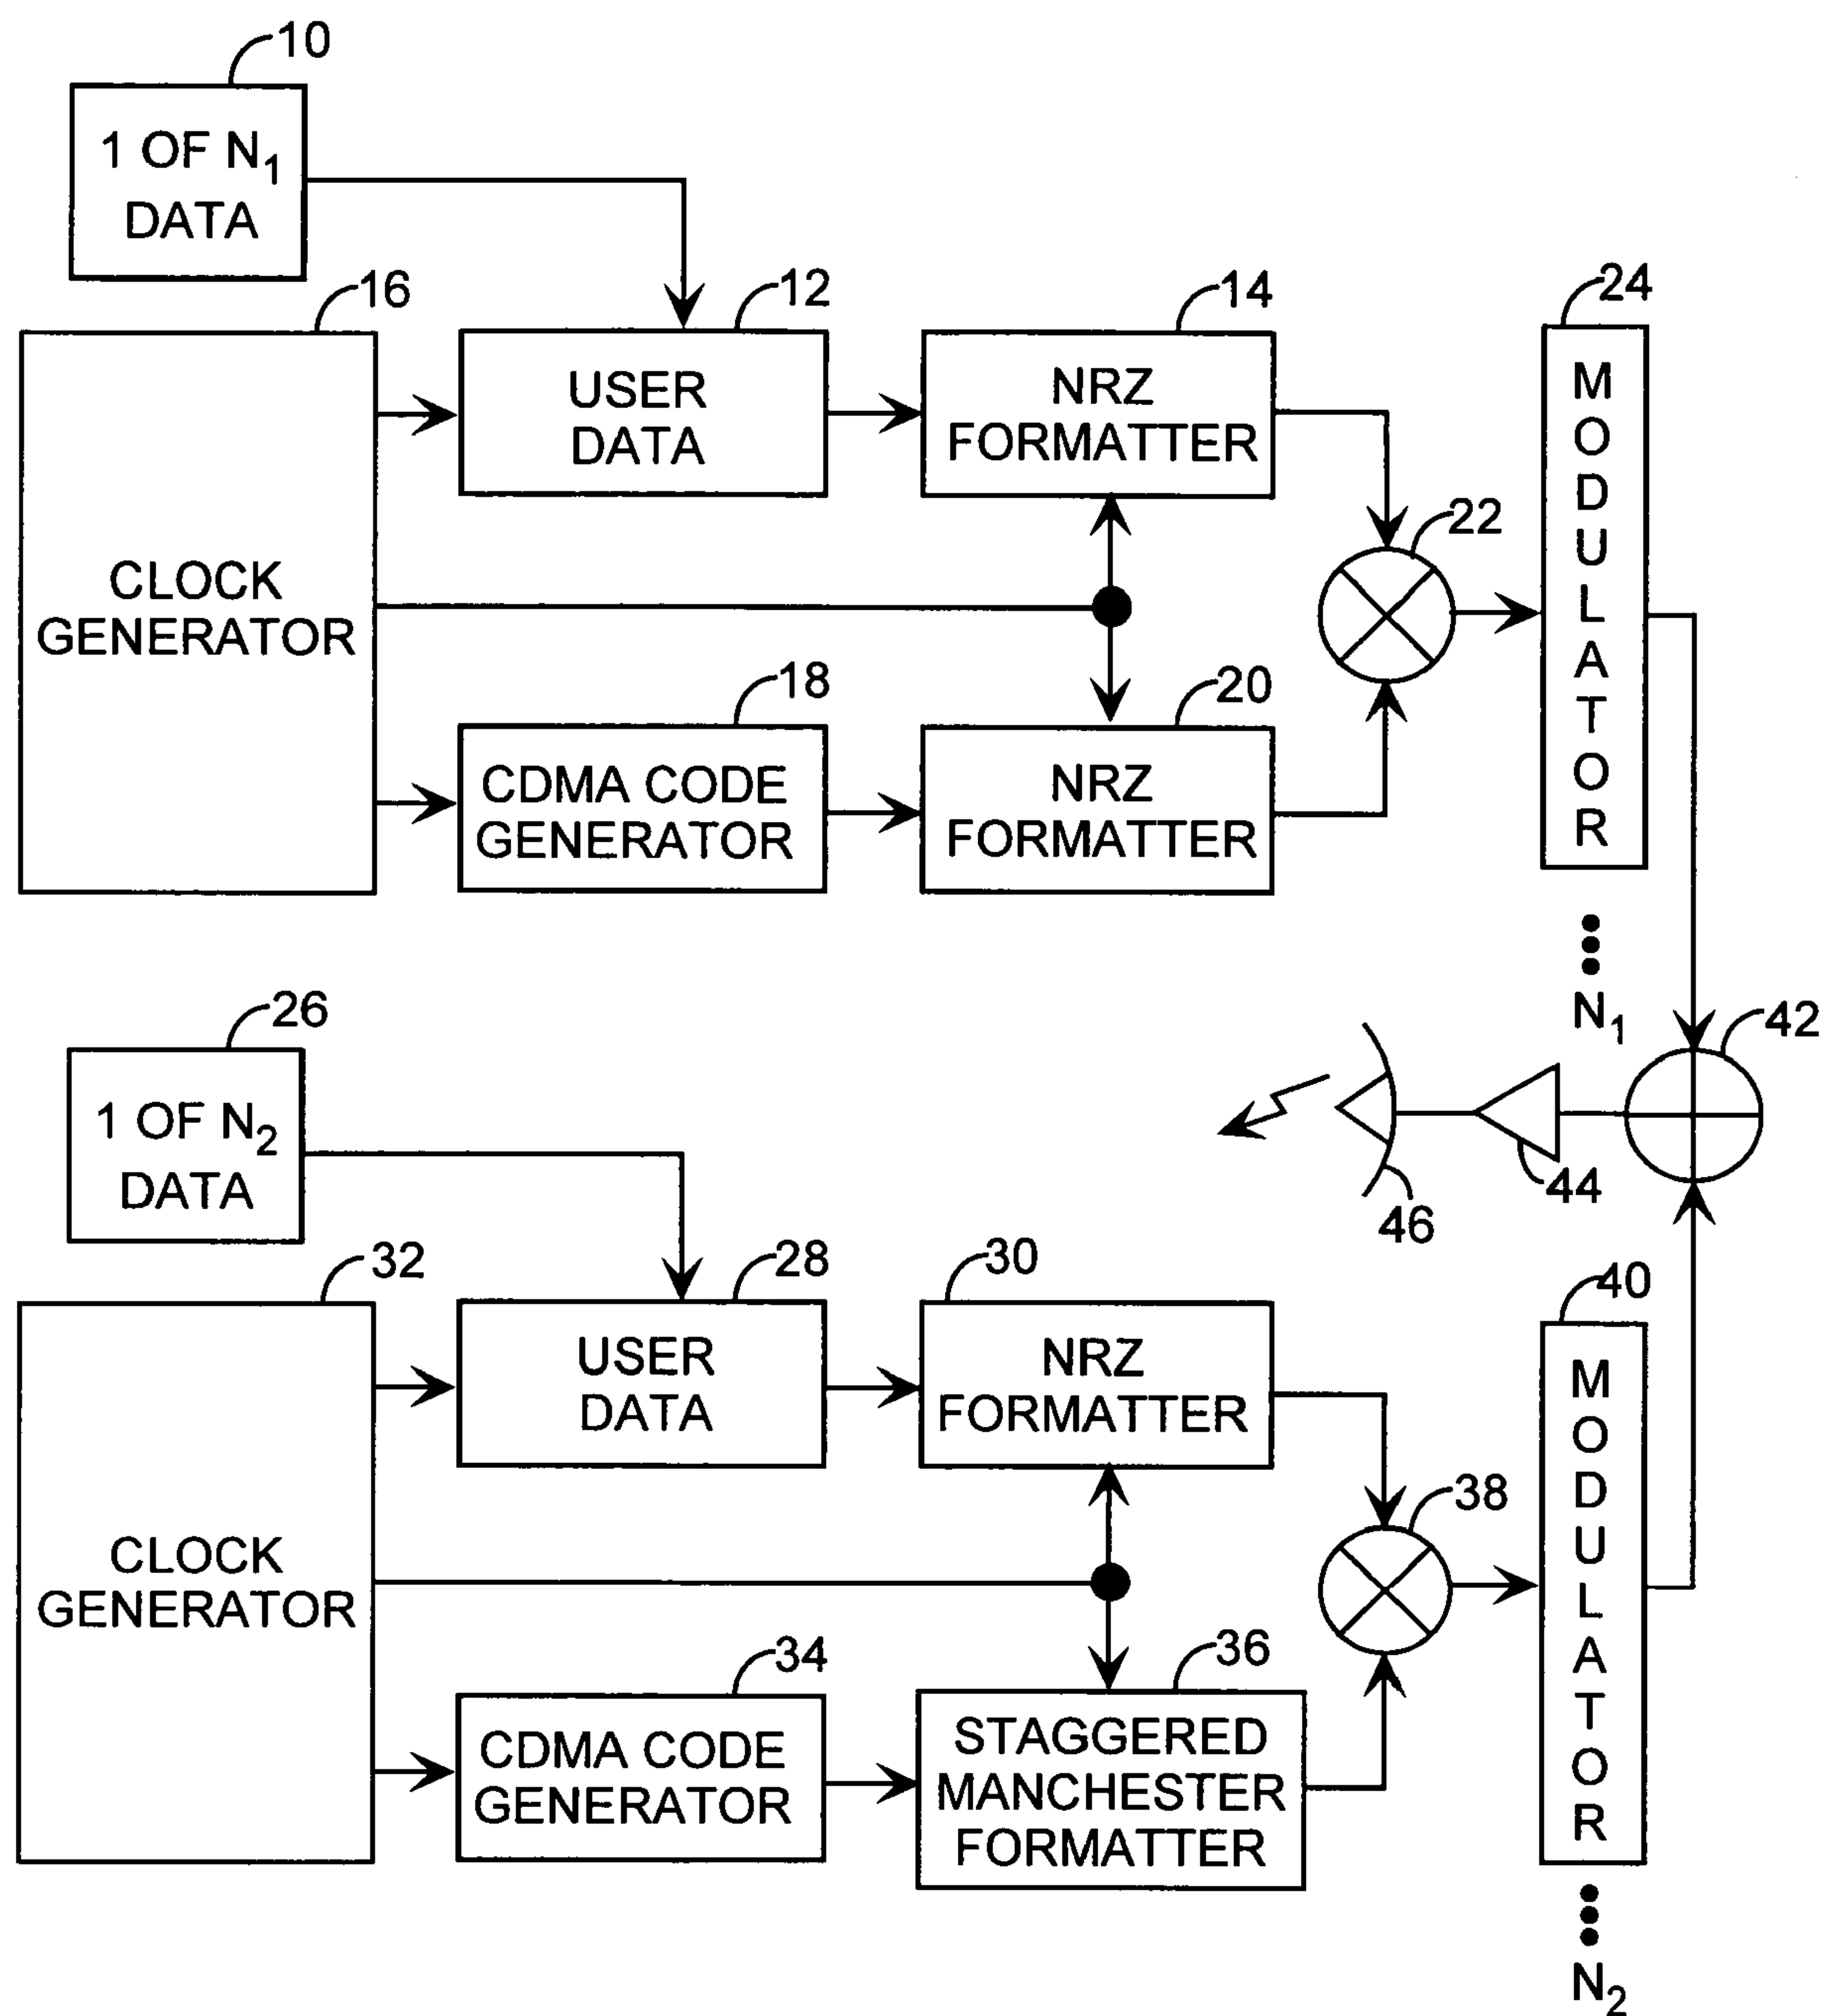 10
1 OF N1
DATA
16
12
14
24
USER
DATA
NRZ
FORMATTER
MODULATOR
22
CLOCK
GENERATOR
18
20
CDMA CODE
GENERATOR
NRZ
FORMATTER
N1
26
42
1 OF N2
DATA
44
46
32
28
30
40
USER
DATA
NRZ
FORMATTER
MODULATOR
38
CLOCK
GENERATOR
34
36
CDMA CODE
GENERATOR
STAGGERED
MANCHESTER
FORMATTER
N2